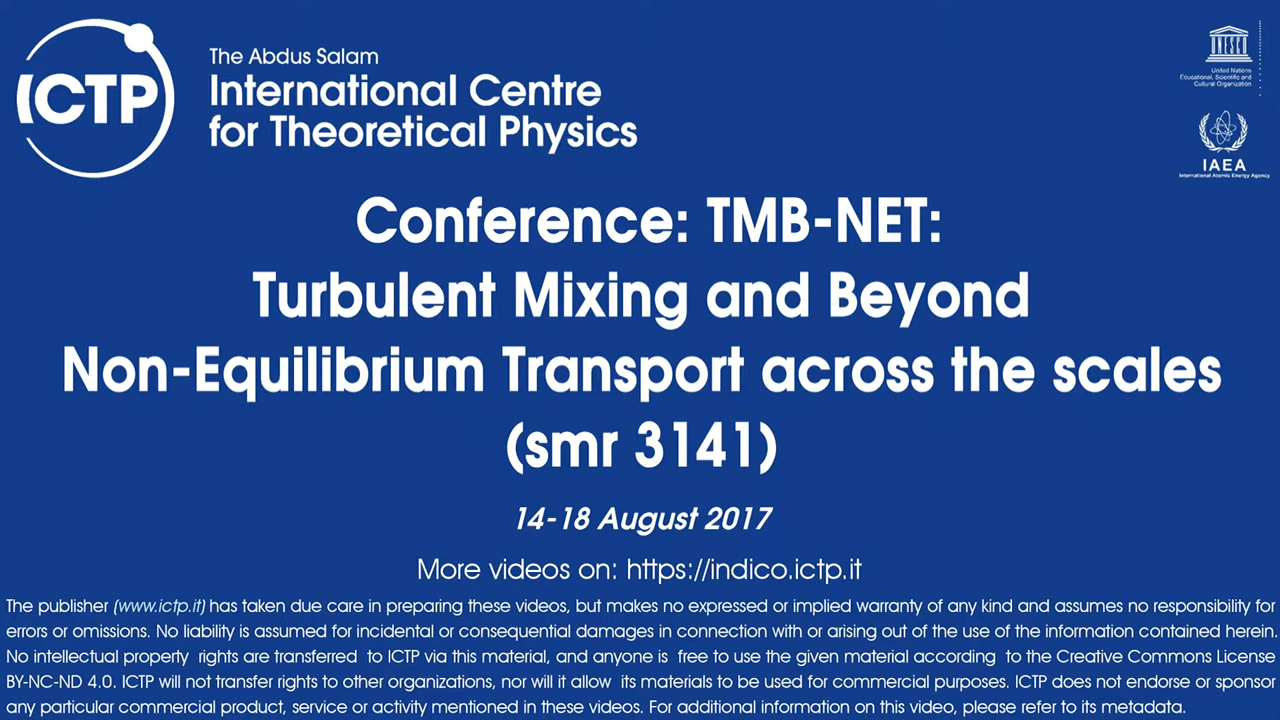 ICTP
The Abdus Salam
International Centre
for Theoretical Physics
UNESCO
United Nations
Educational, Scientific and
Cultural Organization
IAEA
International Atomic Energy Agency
Conference: TMB-NET:
Turbulent Mixing and Beyond
Non-Equilibrium Transport across the scales
(smr 3141)
14-18 August 2017
More videos on: https://indico.ictp.it
The publisher (www.ictp.it) has taken due care in preparing these videos, but makes no expressed or implied warranty of any kind and assumes no responsibility for
errors or omissions. No liability is assumed for incidental or consequential damages in connection with or arising out of the use of the information contained herein.
No intellectual property rights are transferred to ICTP via this material, and anyone is free to use the given material according to the Creative Commons License
BY-NC-ND 4.0. ICTP will not transfer rights to other organizations, nor will it allow its materials to be used for commercial purposes. ICTP does not endorse or sponsor
any particular commercial product, service or activity mentioned in these videos. For additional information on this video, please refer to its metadata.